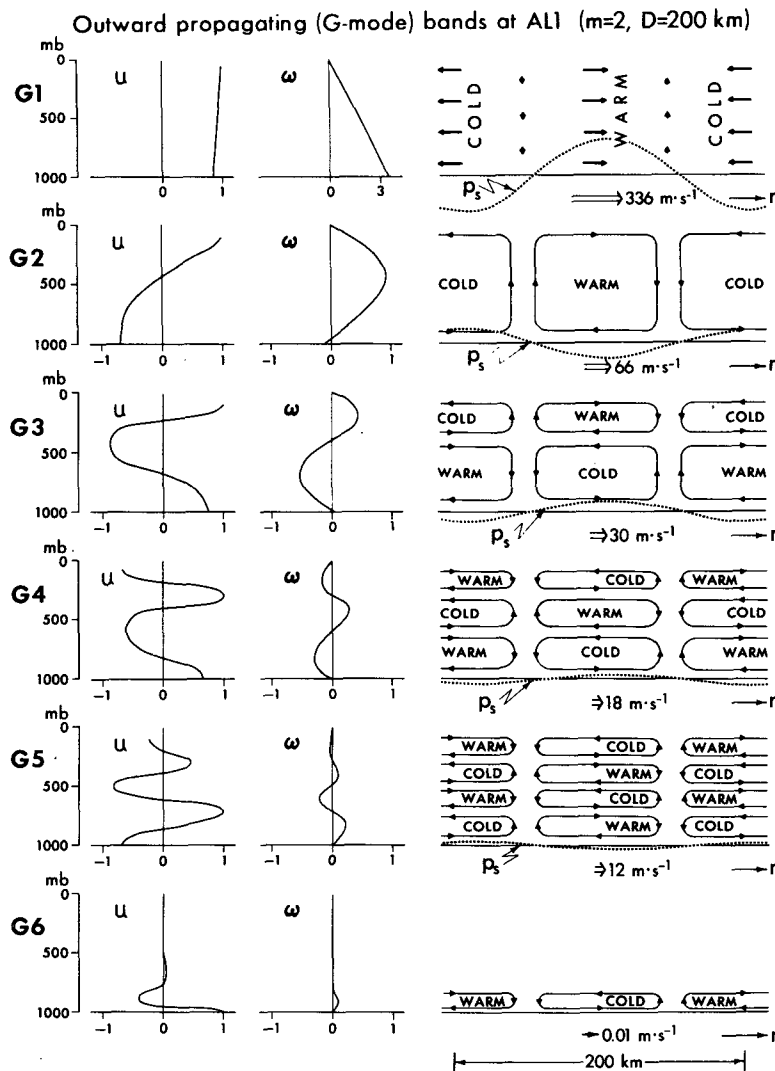 Outward propagating (G-mode) bands at AL1 (m=2, D=200 km)
mb
G1
u
ω
0
500
1000
0 1
0 3
COLD
WARM
COLD
p_s
336 m·s⁻¹
r
mb
G2
u
ω
0
500
1000
−1 0 1
−1 0 1
COLD WARM COLD
p_s
66 m·s⁻¹
r
mb
G3
u
ω
0
500
1000
−1 0 1
−1 0 1
COLD WARM COLD
WARM COLD WARM
p_s
30 m·s⁻¹
r
mb
G4
u
ω
0
500
1000
−1 0 1
−1 0 1
WARM COLD WARM
COLD WARM COLD
WARM COLD WARM
p_s
18 m·s⁻¹
r
mb
G5
u
ω
0
500
1000
−1 0 1
−1 0 1
WARM COLD WARM
COLD WARM COLD
WARM COLD WARM
COLD WARM COLD
p_s
12 m·s⁻¹
r
mb
G6
u
ω
0
500
1000
−1 0 1
−1 0 1
WARM COLD WARM
0.01 m·s⁻¹
r
200 km